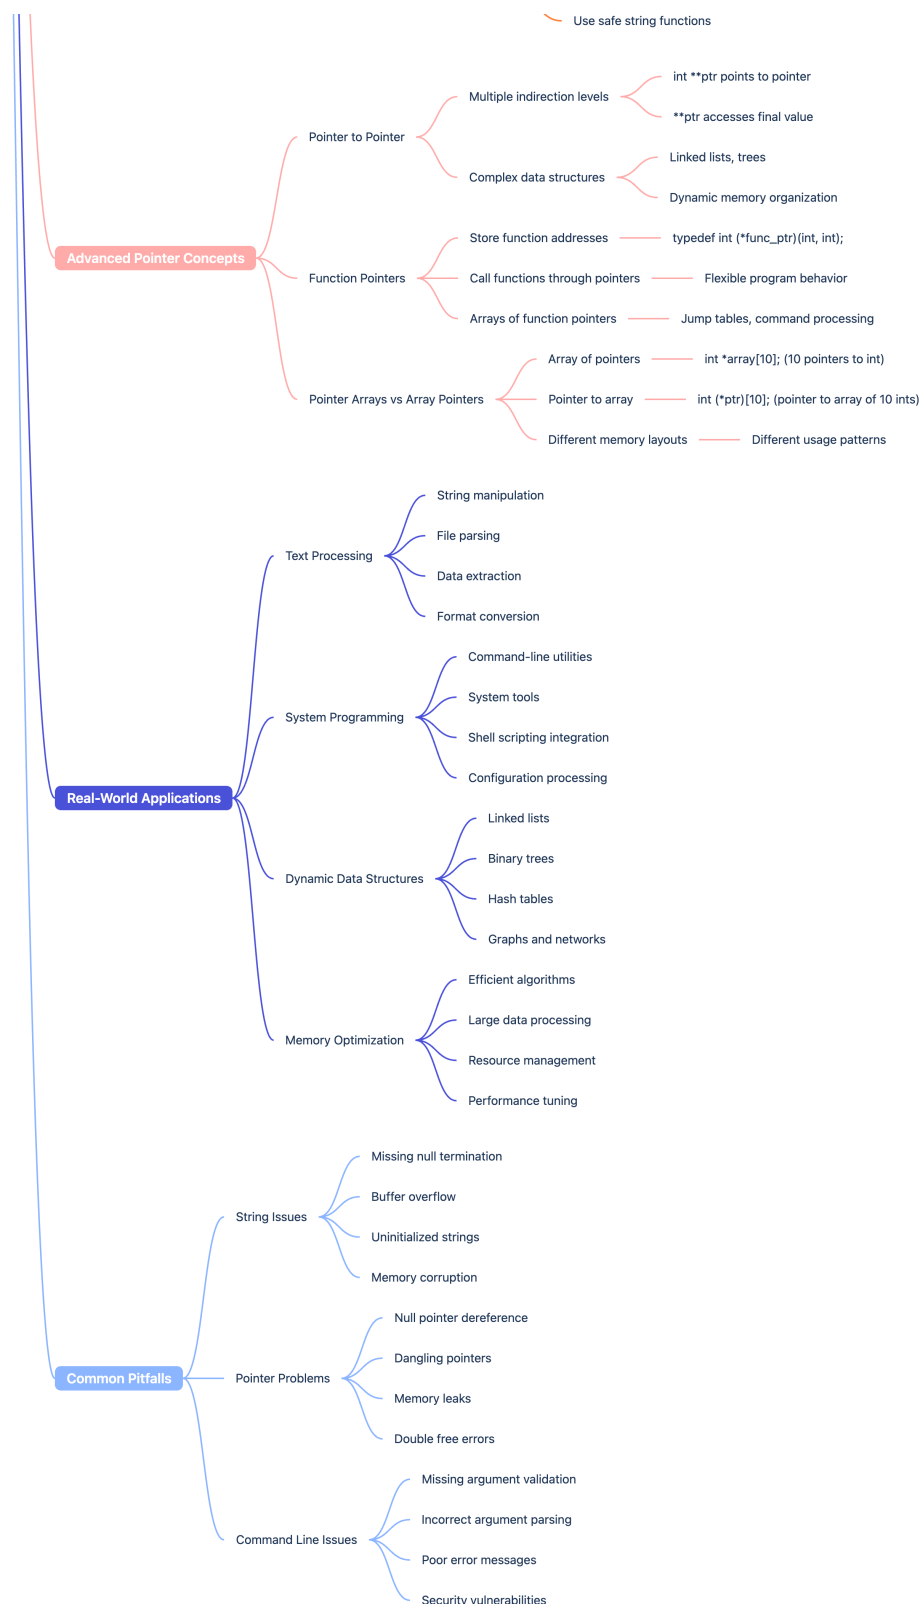 Use safe string functions
int **ptr points to pointer
Multiple indirection levels
**ptr accesses final value
Pointer to Pointer
Linked lists, trees
Complex data structures
Dynamic memory organization
Store function addresses
typedef int (*func_ptr)(int, int);
Advanced Pointer Concepts
Function Pointers
Call functions through pointers
Flexible program behavior
Arrays of function pointers
Jump tables, command processing
Array of pointers
int *array[10]; (10 pointers to int)
Pointer Arrays vs Array Pointers
Pointer to array
int (*ptr)[10]; (pointer to array of 10 ints)
Different memory layouts
Different usage patterns
String manipulation
File parsing
Text Processing
Data extraction
Format conversion
Command-line utilities
System tools
System Programming
Shell scripting integration
Configuration processing
Real-World Applications
Linked lists
Binary trees
Dynamic Data Structures
Hash tables
Graphs and networks
Efficient algorithms
Large data processing
Memory Optimization
Resource management
Performance tuning
Missing null termination
Buffer overflow
String Issues
Uninitialized strings
Memory corruption
Null pointer dereference
Dangling pointers
Common Pitfalls
Pointer Problems
Memory leaks
Double free errors
Missing argument validation
Incorrect argument parsing
Command Line Issues
Poor error messages
Security vulnerabilities